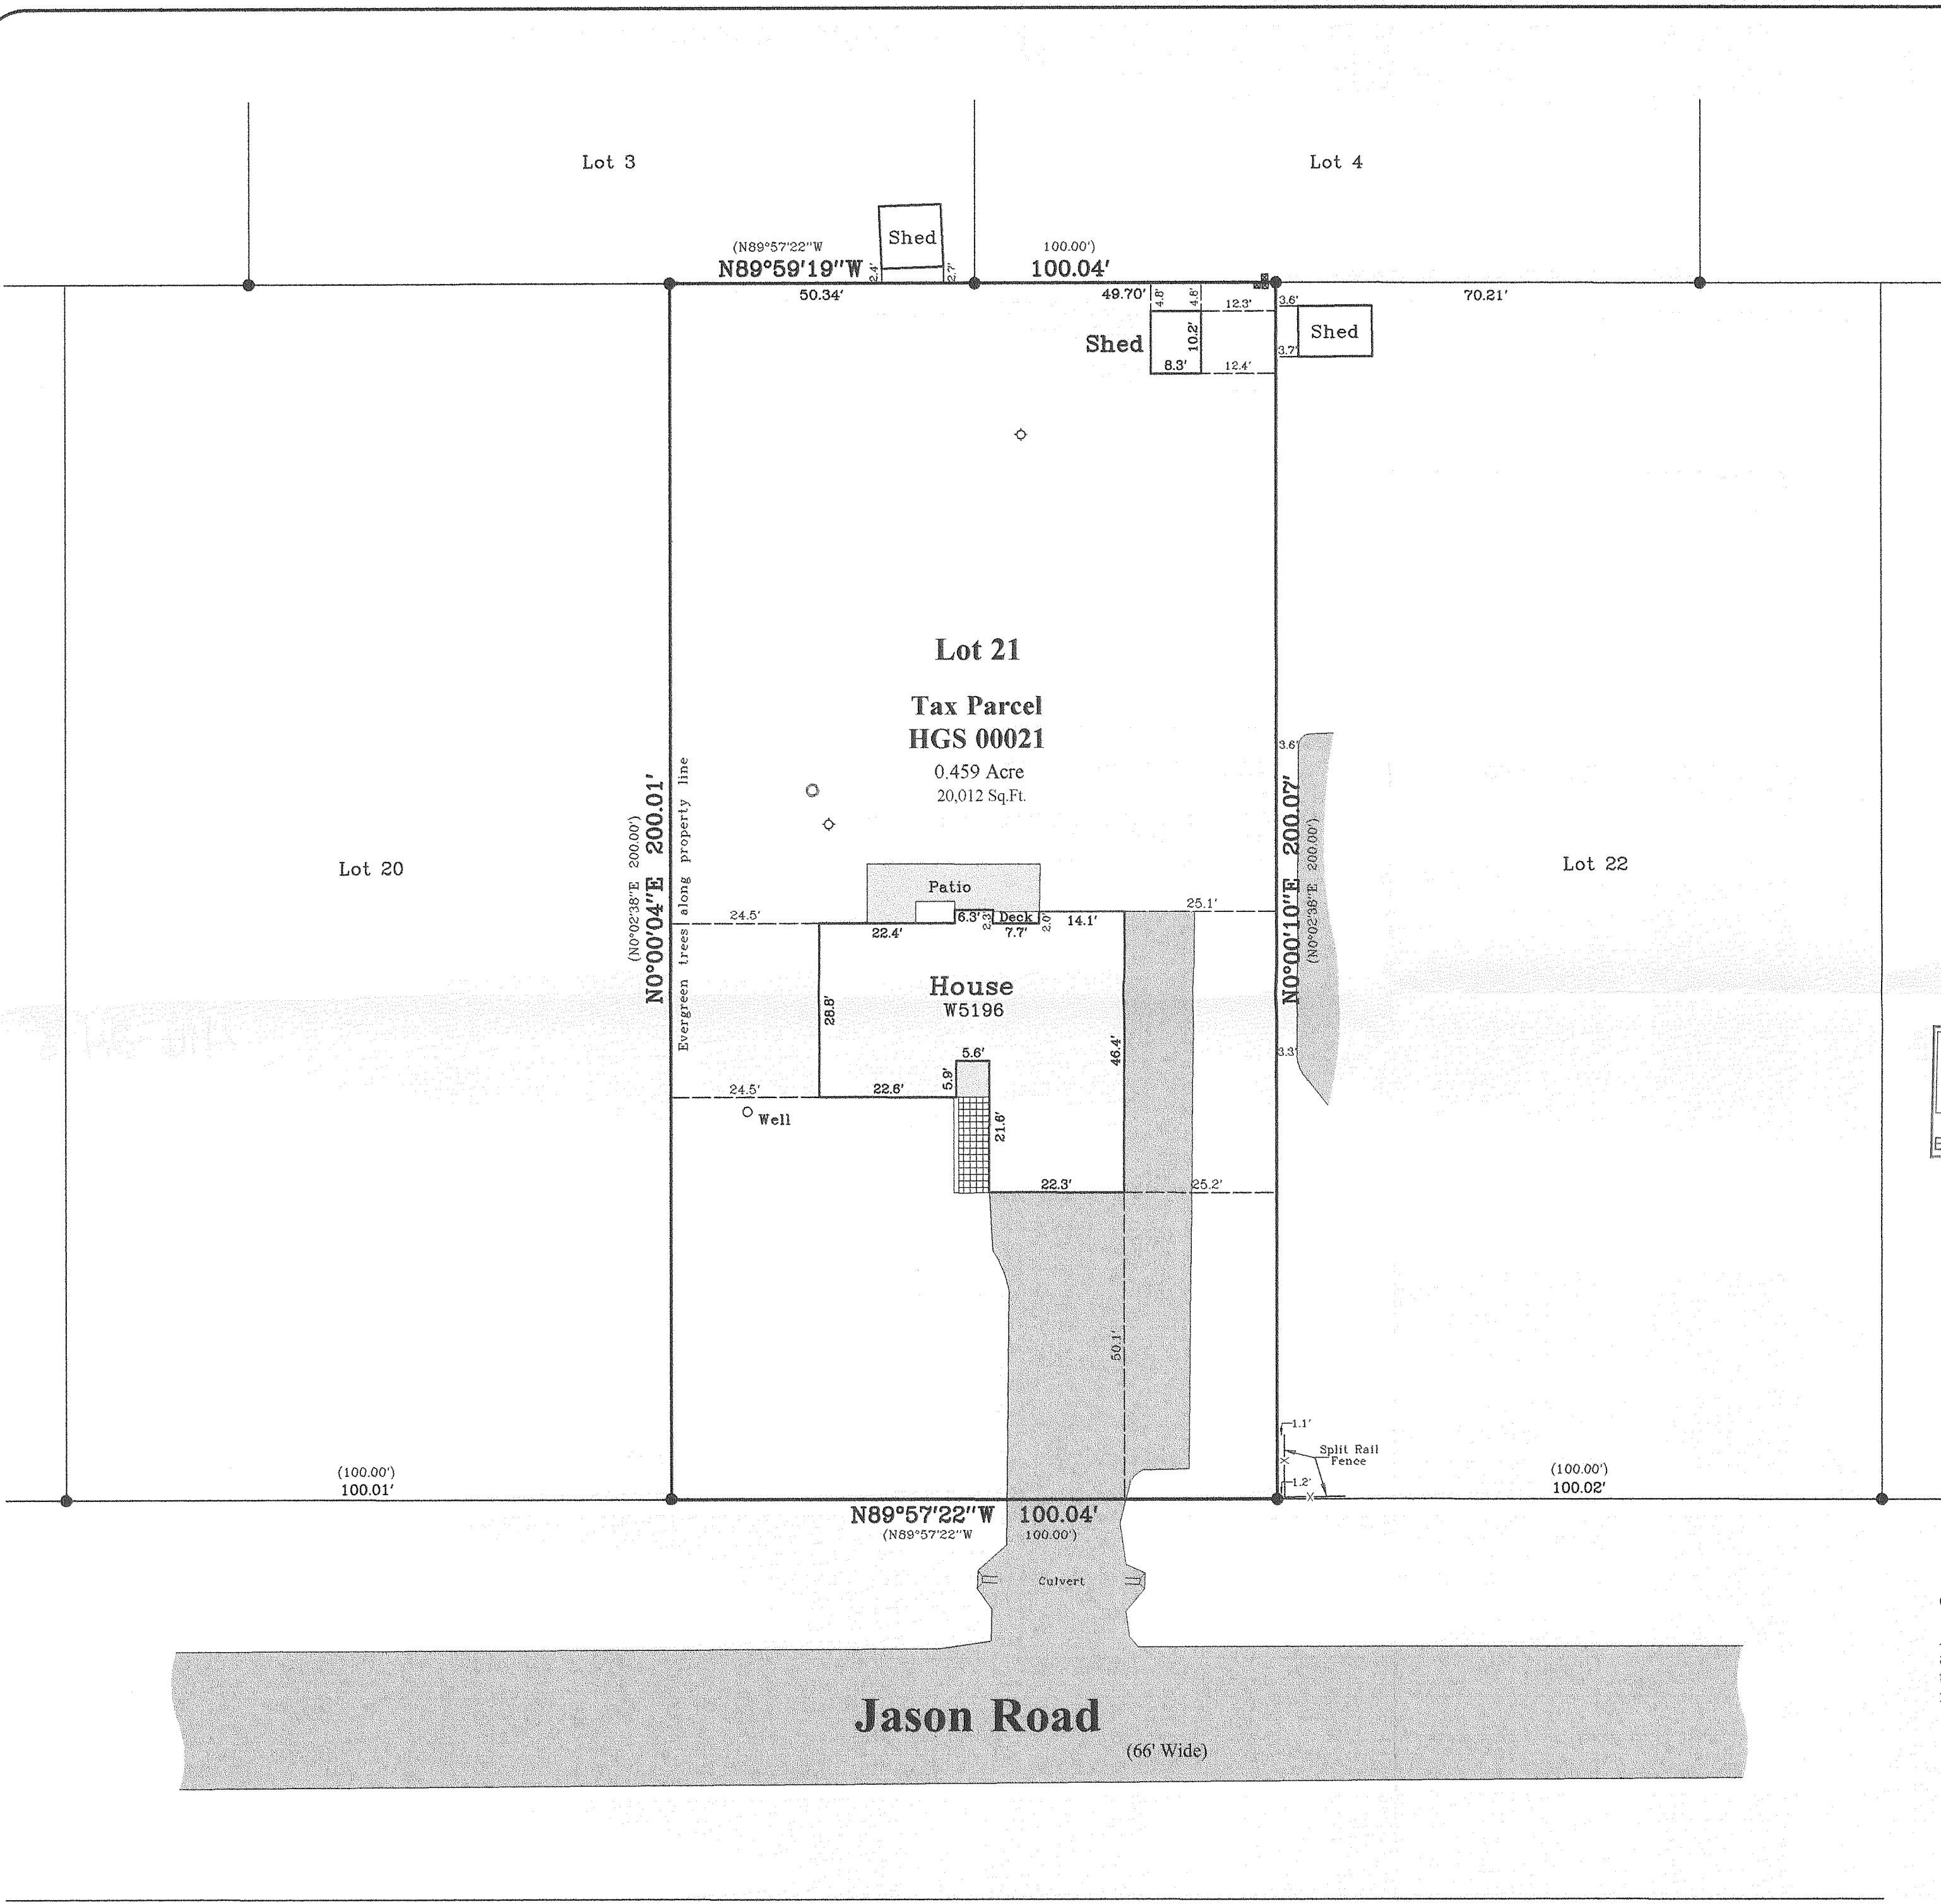 Lot 3
Lot 4
Shed
(N89°57'22"W 100.00')
N89°59'19"W 100.04'
2.4'
2.7'
50.34'
49.70'
70.21'
4.8'
4.8'
12.3'
3.6'
Shed
10.2'
Shed
3.7'
8.3'
12.4'
Lot 21
Tax Parcel
HGS 00021
0.459 Acre
20,012 Sq.Ft.
3.6'
Evergreen trees along property line
N0°00'04"E 200.01'
(N0°02'38"E 200.00')
N0°00'10"E 200.07'
(N0°02'38"E 200.00')
Lot 20
Lot 22
Patio
24.5'
6.3'
2.3'
Deck
2.0'
14.1'
25.1'
22.4'
7.7'
House
W5196
28.8'
46.4'
5.6'
3.3'
5.9'
24.5'
22.6'
Well
21.6'
22.3'
25.2'
50.1'
1.1'
Split Rail
Fence
1.2'
(100.00')
100.01'
(100.00')
100.02'
N89°57'22"W 100.04'
(N89°57'22"W 100.00')
Culvert
Jason Road
(66' Wide)